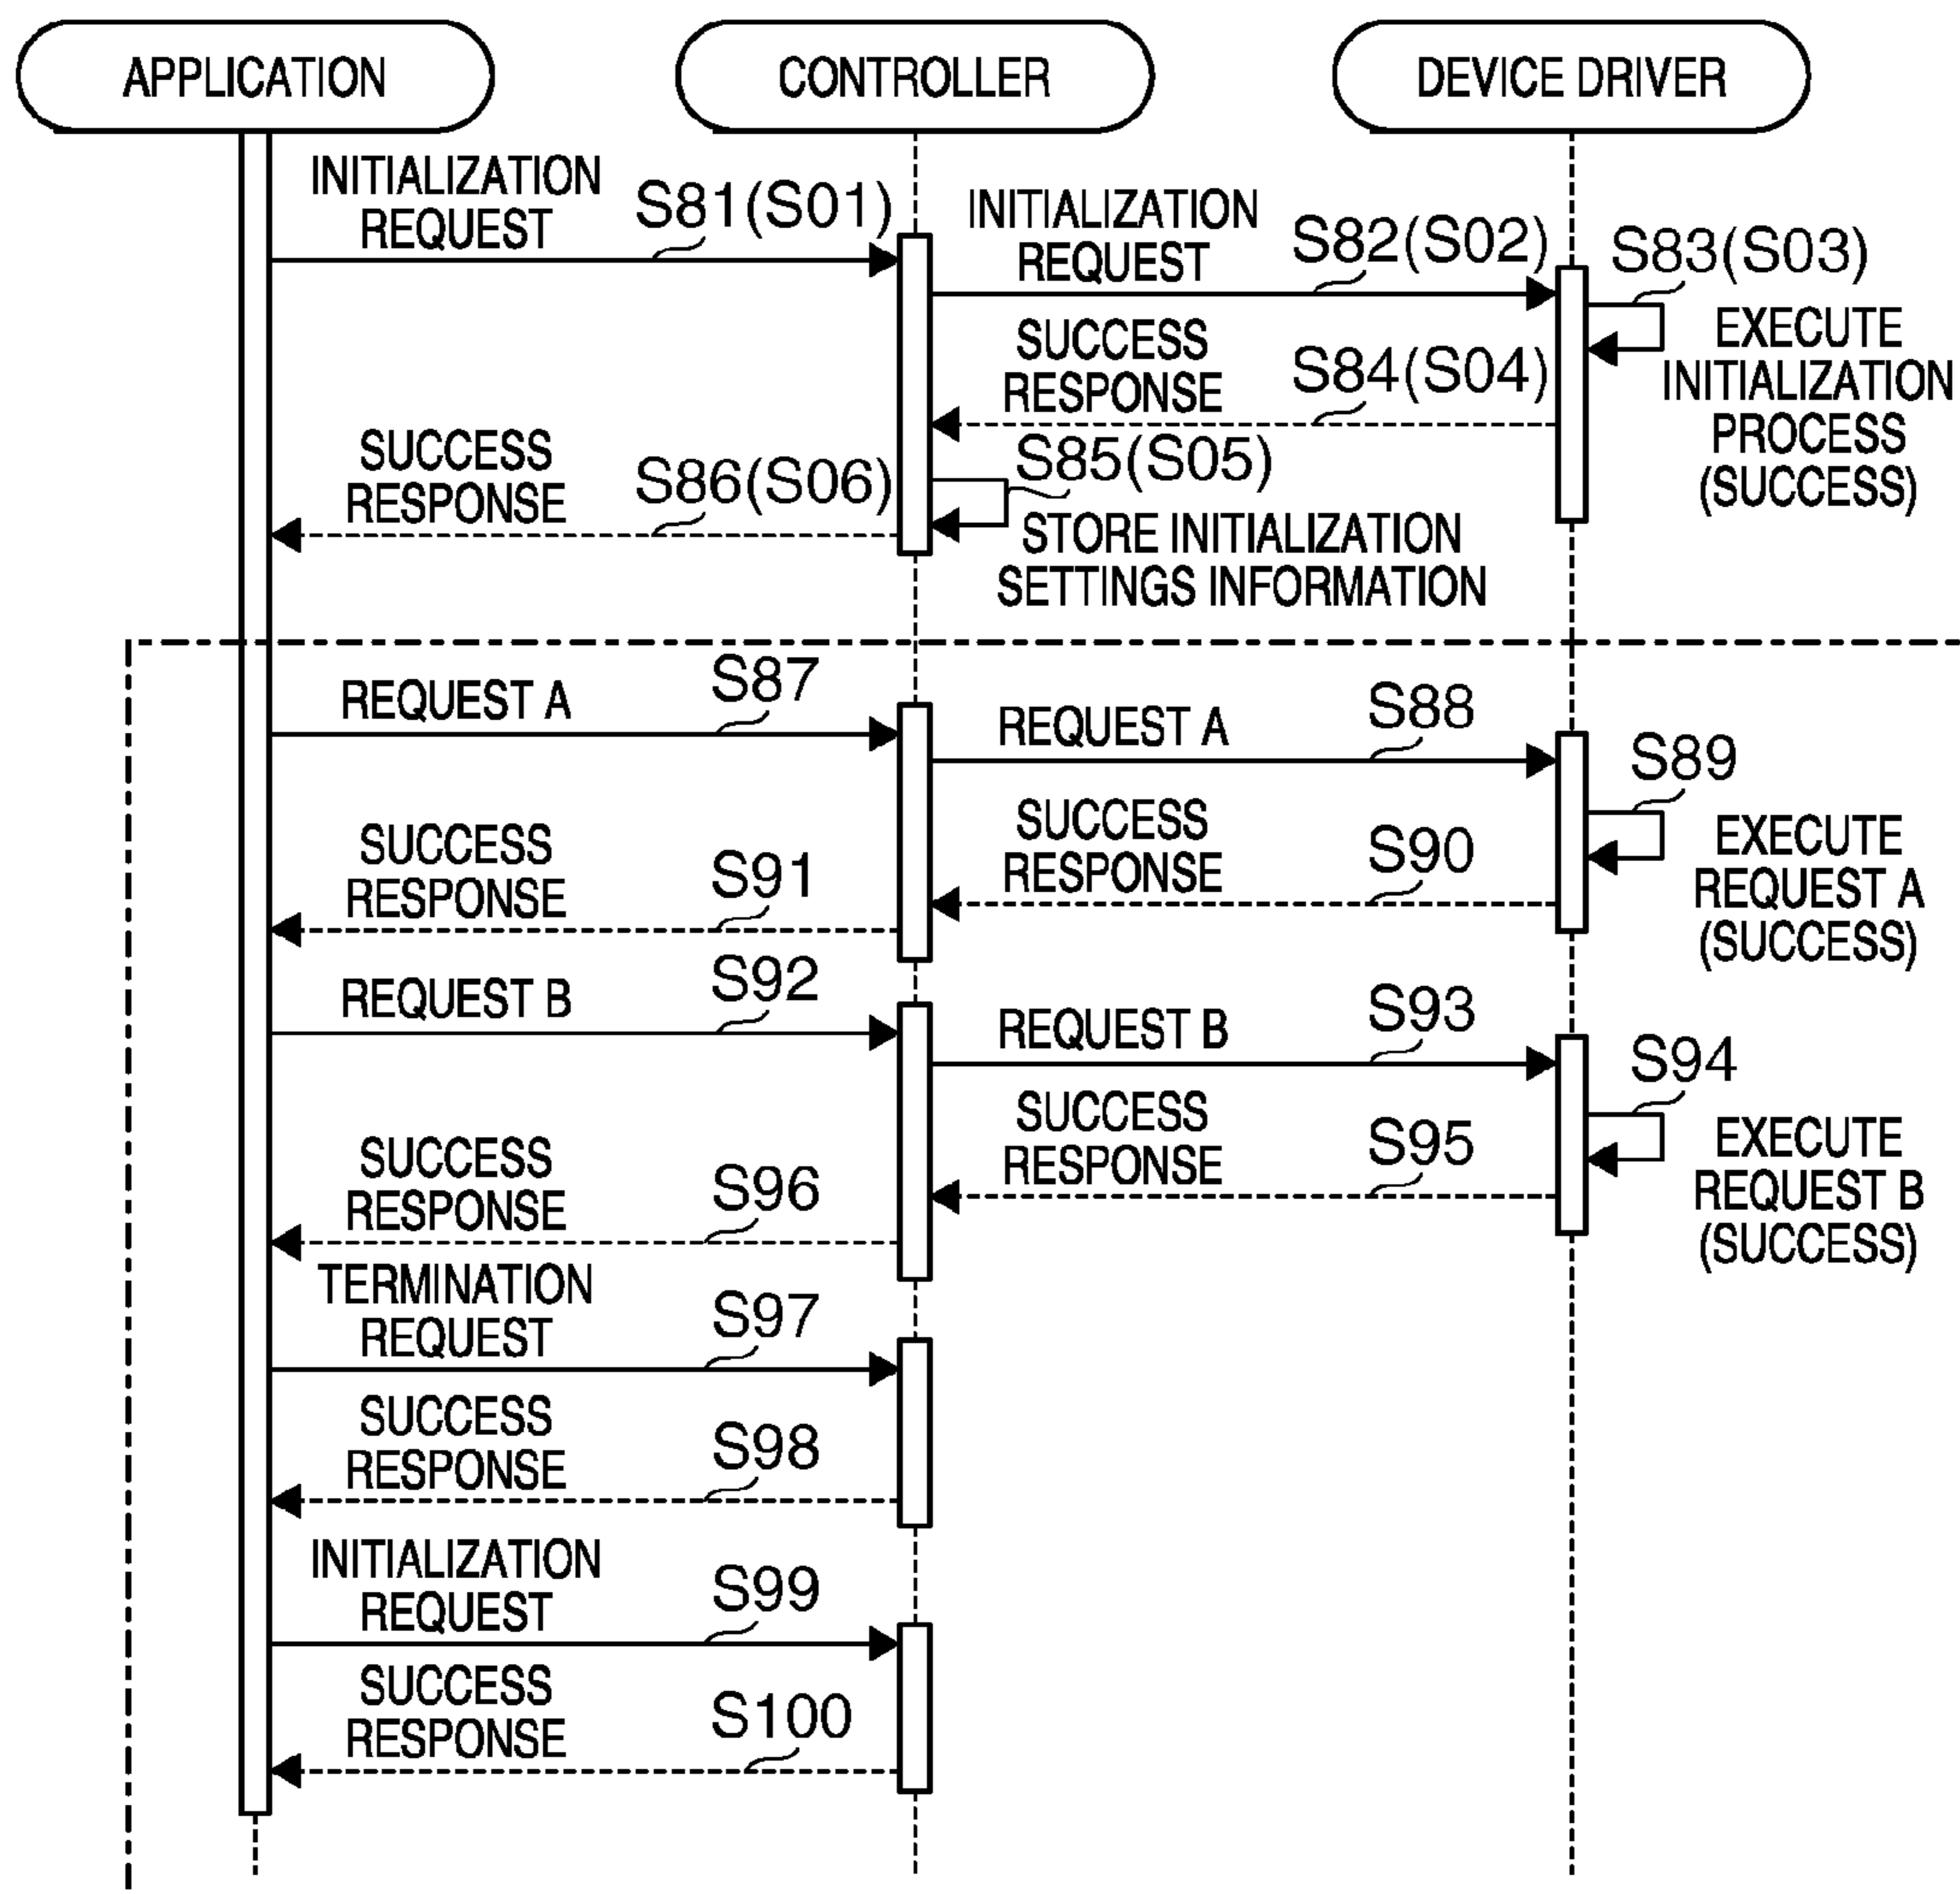 APPLICATION
CONTROLLER
DEVICE DRIVER
INITIALIZATION
REQUEST
S81(S01)
INITIALIZATION
REQUEST
S82(S02)
S83(S03)
EXECUTE
INITIALIZATION
PROCESS
(SUCCESS)
SUCCESS
RESPONSE
S84(S04)
S85(S05)
STORE INITIALIZATION
SETTINGS INFORMATION
SUCCESS
RESPONSE
S86(S06)
REQUEST A
S87
REQUEST A
S88
S89
EXECUTE
REQUEST A
(SUCCESS)
SUCCESS
RESPONSE
S90
SUCCESS
RESPONSE
S91
REQUEST B
S92
REQUEST B
S93
S94
EXECUTE
REQUEST B
(SUCCESS)
SUCCESS
RESPONSE
S95
SUCCESS
RESPONSE
S96
TERMINATION
REQUEST
S97
SUCCESS
RESPONSE
S98
INITIALIZATION
REQUEST
S99
SUCCESS
RESPONSE
S100